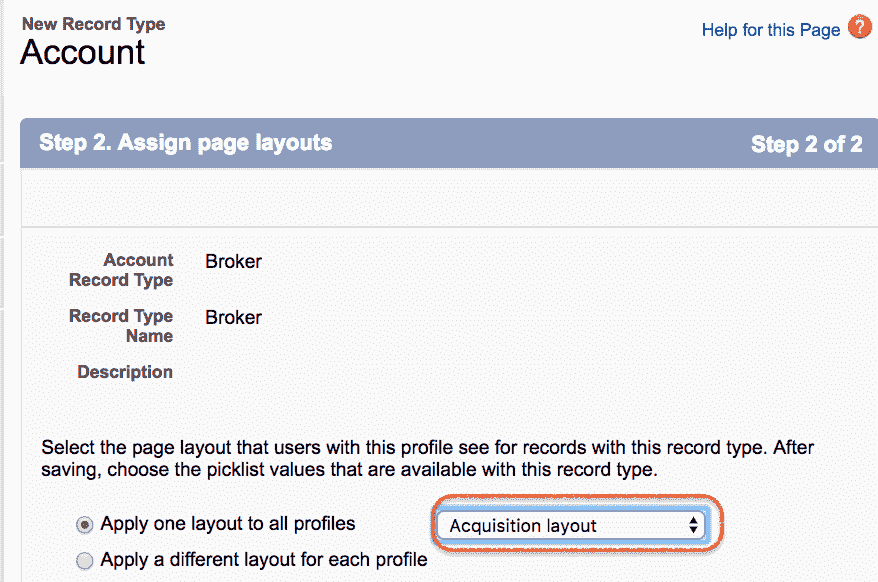 New Record Type
Account
Help for this Page ?
Step 2. Assign page layouts
Step 2 of 2
Account
Record Type
Broker
Record Type
Name
Broker
Description
Select the page layout that users with this profile see for records with this record type. After
saving, choose the picklist values that are available with this record type.
Apply one layout to all profiles
Acquisition layout
Apply a different layout for each profile